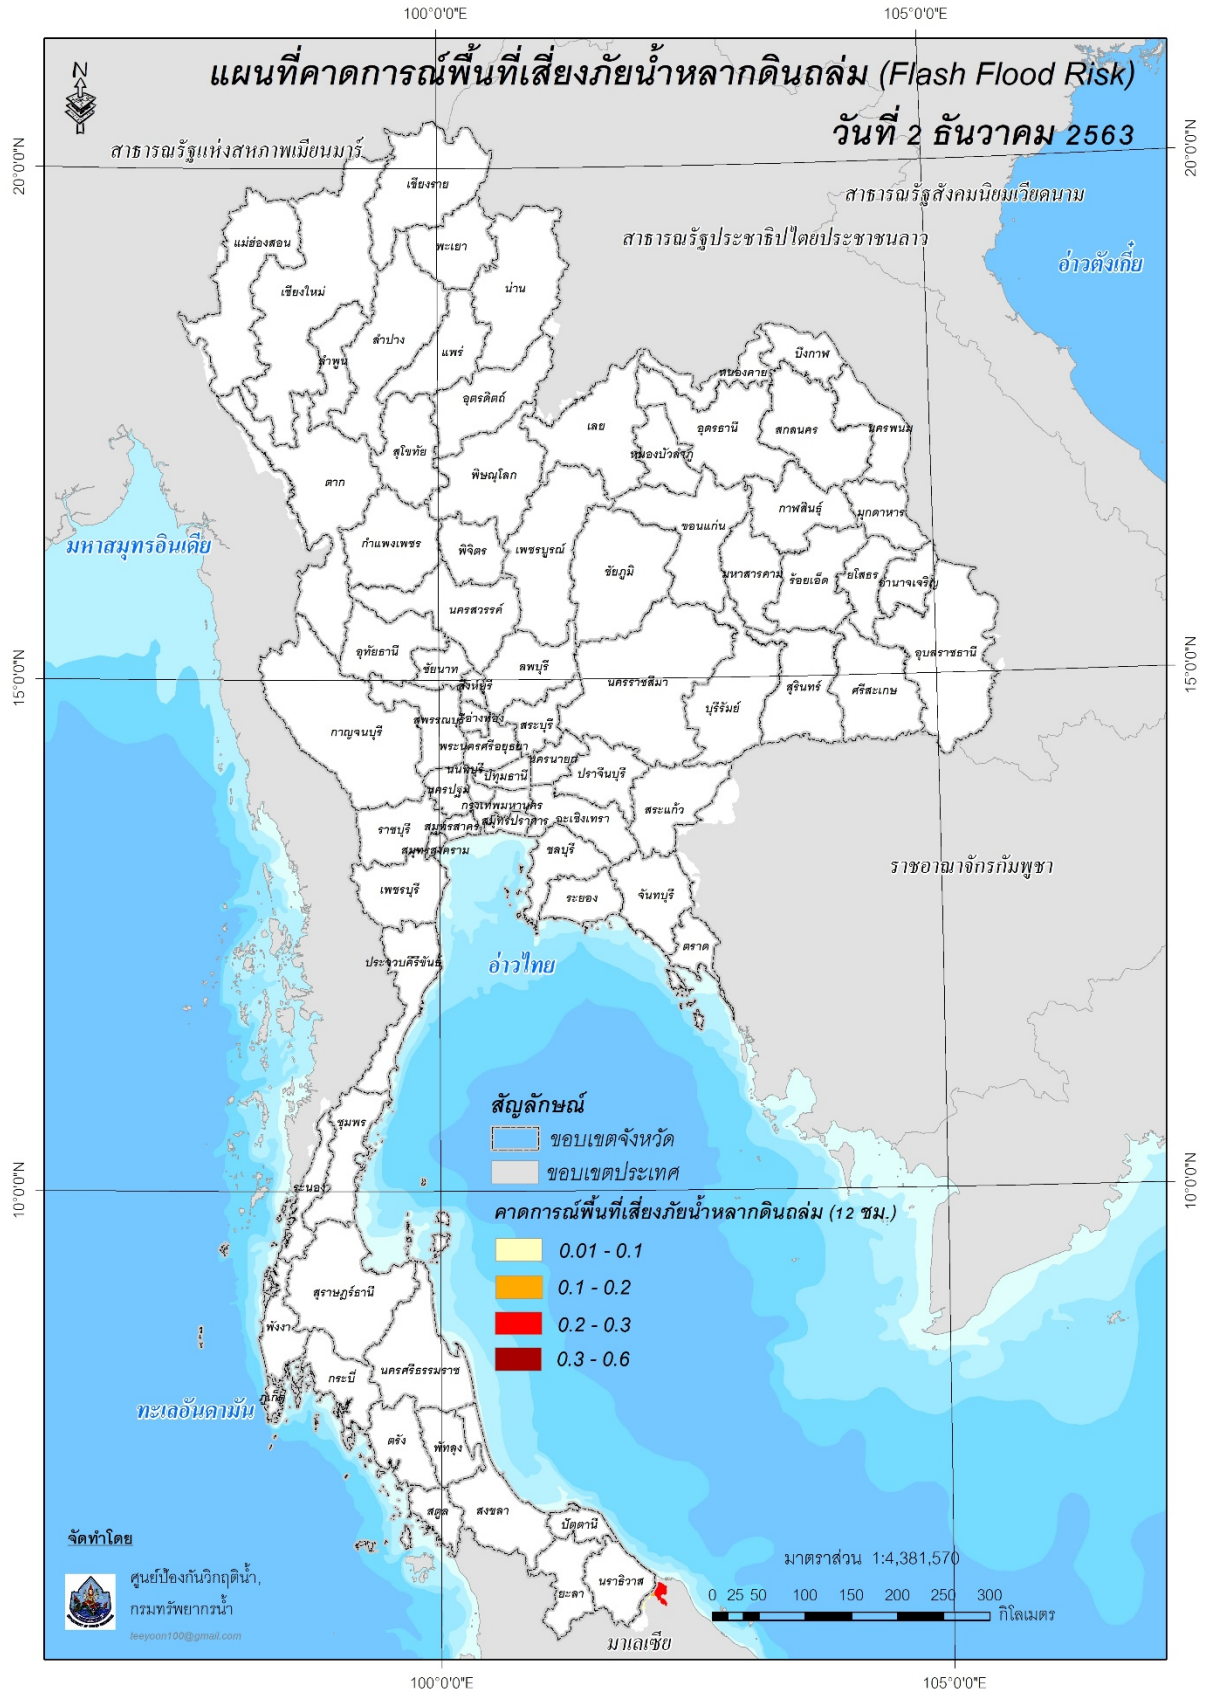 100°0'0"E
105°0'0"E
แผนที่คาดการณ์พื้นที่เสี่ยงภัยน้ำหลากดินถล่ม (Flash Flood Risk)
วันที่ 2 ธันวาคม 2563
N
20°0'0"N
20°0'0"N
สาธารณรัฐแห่งสหภาพเมียนมาร์
สาธารณรัฐสังคมนิยมเวียดนาม
สาธารณรัฐประชาธิปไตยประชาชนลาว
อ่าวตังเกี๋ย
เชียงราย
แม่ฮ่องสอน
พะเยา
น่าน
เชียงใหม่
ลำปาง
แพร่
ลำพูน
บึงกาฬ
หนองคาย
อุตรดิตถ์
เลย
อุดรธานี
สกลนคร
นครพนม
สุโขทัย
หนองบัวลำภู
ตาก
พิษณุโลก
กาฬสินธุ์
มุกดาหาร
ขอนแก่น
มหาสมุทรอินเดีย
กำแพงเพชร
พิจิตร
เพชรบูรณ์
ชัยภูมิ
มหาสารคาม
ร้อยเอ็ด
ยโสธร
อำนาจเจริญ
นครสวรรค์
อุทัยธานี
ชัยนาท
ลพบุรี
นครราชสีมา
อุบลราชธานี
15°0'0"N
15°0'0"N
สิงห์บุรี
สุรินทร์
ศรีสะเกษ
บุรีรัมย์
สุพรรณบุรี
อ่างทอง
สระบุรี
กาญจนบุรี
พระนครศรีอยุธยา
นครนายก
นนทบุรี
ปทุมธานี
ปราจีนบุรี
นครปฐม
กรุงเทพมหานคร
สระแก้ว
ราชบุรี
สมุทรสาคร
สมุทรปราการ
ฉะเชิงเทรา
สมุทรสงคราม
ชลบุรี
ราชอาณาจักรกัมพูชา
เพชรบุรี
ระยอง
จันทบุรี
ตราด
ประจวบคีรีขันธ์
อ่าวไทย
สัญลักษณ์
ขอบเขตจังหวัด
ขอบเขตประเทศ
ชุมพร
ระนอง
10°0'0"N
10°0'0"N
คาดการณ์พื้นที่เสี่ยงภัยน้ำหลากดินถล่ม (12 ชม.)
0.01 - 0.1
0.1 - 0.2
0.2 - 0.3
0.3 - 0.6
สุราษฎร์ธานี
พังงา
นครศรีธรรมราช
กระบี่
ภูเก็ต
ทะเลอันดามัน
ตรัง
พัทลุง
สตูล
สงขลา
ปัตตานี
ยะลา
นราธิวาส
มาเลเซีย
จัดทำโดย
ศูนย์ป้องกันวิกฤติน้ำ,
กรมทรัพยากรน้ำ
teeyoon100@gmail.com
มาตราส่วน 1:4,381,570
0 25 50 100 150 200 250 300
กิโลเมตร
100°0'0"E
105°0'0"E